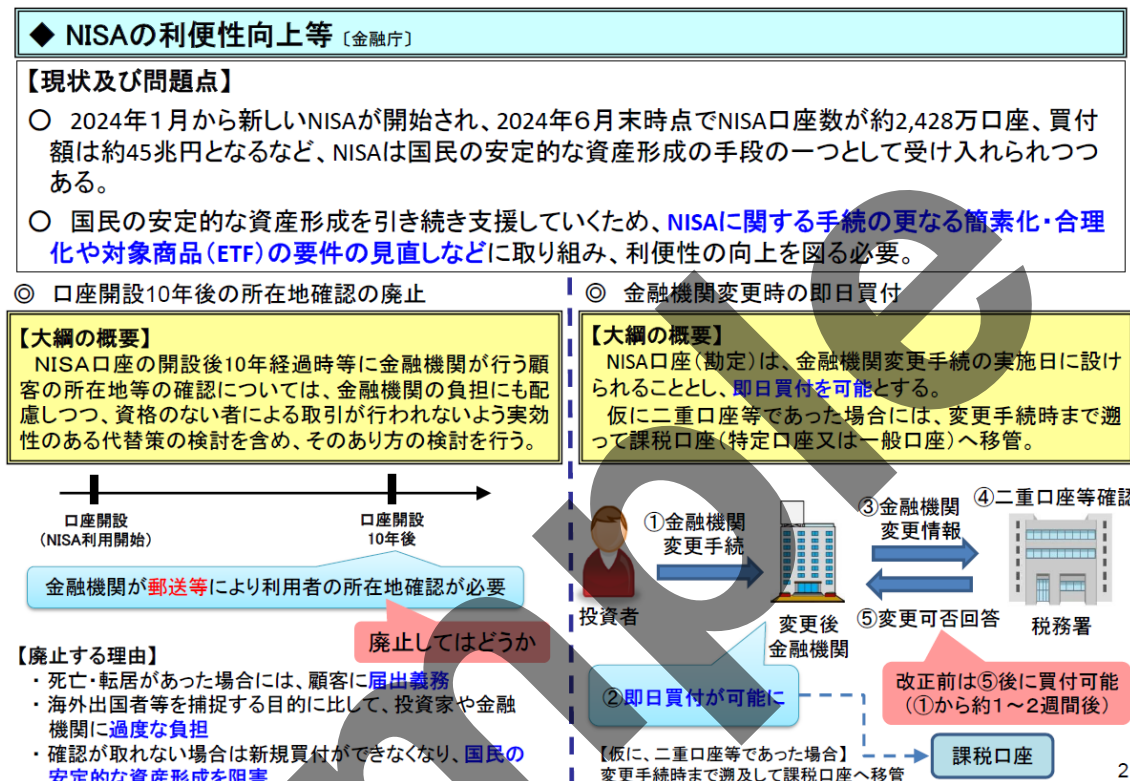 ◆ NISAの利便性向上等〔金融庁〕
【現状及び問題点】
○ 2024年1月から新しいNISAが開始され、2024年6月末時点でNISA口座数が約2,428万口座、買付
額は約45兆円となるなど、NISAは国民の安定的な資産形成の手段の一つとして受け入れられつつ
ある。
○ 国民の安定的な資産形成を引き続き支援していくため、NISAに関する手続の更なる簡素化・合理
化や対象商品(ETF)の要件の見直しなどに取り組み、利便性の向上を図る必要。
◎ 口座開設10年後の所在地確認の廃止
【大綱の概要】
NISA口座の開設後10年経過時等に金融機関が行う顧
客の所在地等の確認については、金融機関の負担にも配
慮しつつ、資格のない者による取引が行われないよう実効
性のある代替策の検討を含め、そのあり方の検討を行う。
口座開設
(NISA利用開始)
口座開設
10年後
金融機関が郵送等により利用者の所在地確認が必要
廃止してはどうか
【廃止する理由】
・死亡・転居があった場合には、顧客に届出義務
・海外出国者等を捕捉する目的に比して、投資家や金融
機関に過度な負担
・確認が取れない場合は新規買付ができなくなり、国民の
安定的な資産形成を阻害
◎ 金融機関変更時の即日買付
【大綱の概要】
NISA口座(勘定)は、金融機関変更手続の実施日に設け
られることとし、即日買付を可能とする。
仮に二重口座等であった場合には、変更手続時まで遡
って課税口座(特定口座又は一般口座)へ移管。
①金融機関
変更手続
③金融機関
変更情報
④二重口座等確認
投資者
変更後
金融機関
⑤変更可否回答
税務署
②即日買付が可能に
改正前は⑤後に買付可能
(①から約1~2週間後)
【仮に、二重口座等であった場合】
変更手続時まで遡及して課税口座へ移管
課税口座
2
mple